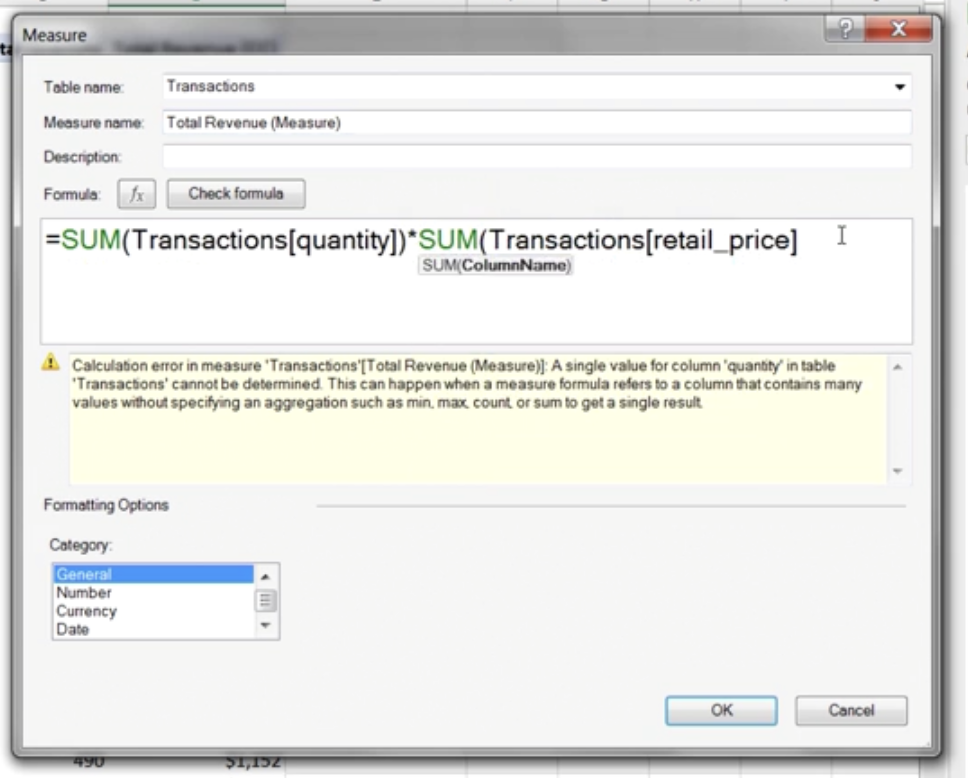 Measure
Table name: Transactions
Measure name: Total Revenue (Measure)
Description:
Formula: fx Check formula
=SUM(Transactions[quantity])*SUM(Transactions[retail_price]
SUM(ColumnName)
Calculation error in measure 'Transactions'[Total Revenue (Measure)]: A single value for column 'quantity' in table
'Transactions' cannot be determined. This can happen when a measure formula refers to a column that contains many
values without specifying an aggregation such as min, max, count, or sum to get a single result.
Formatting Options
Category:
General
Number
Currency
Date
OK Cancel
490 $1,152